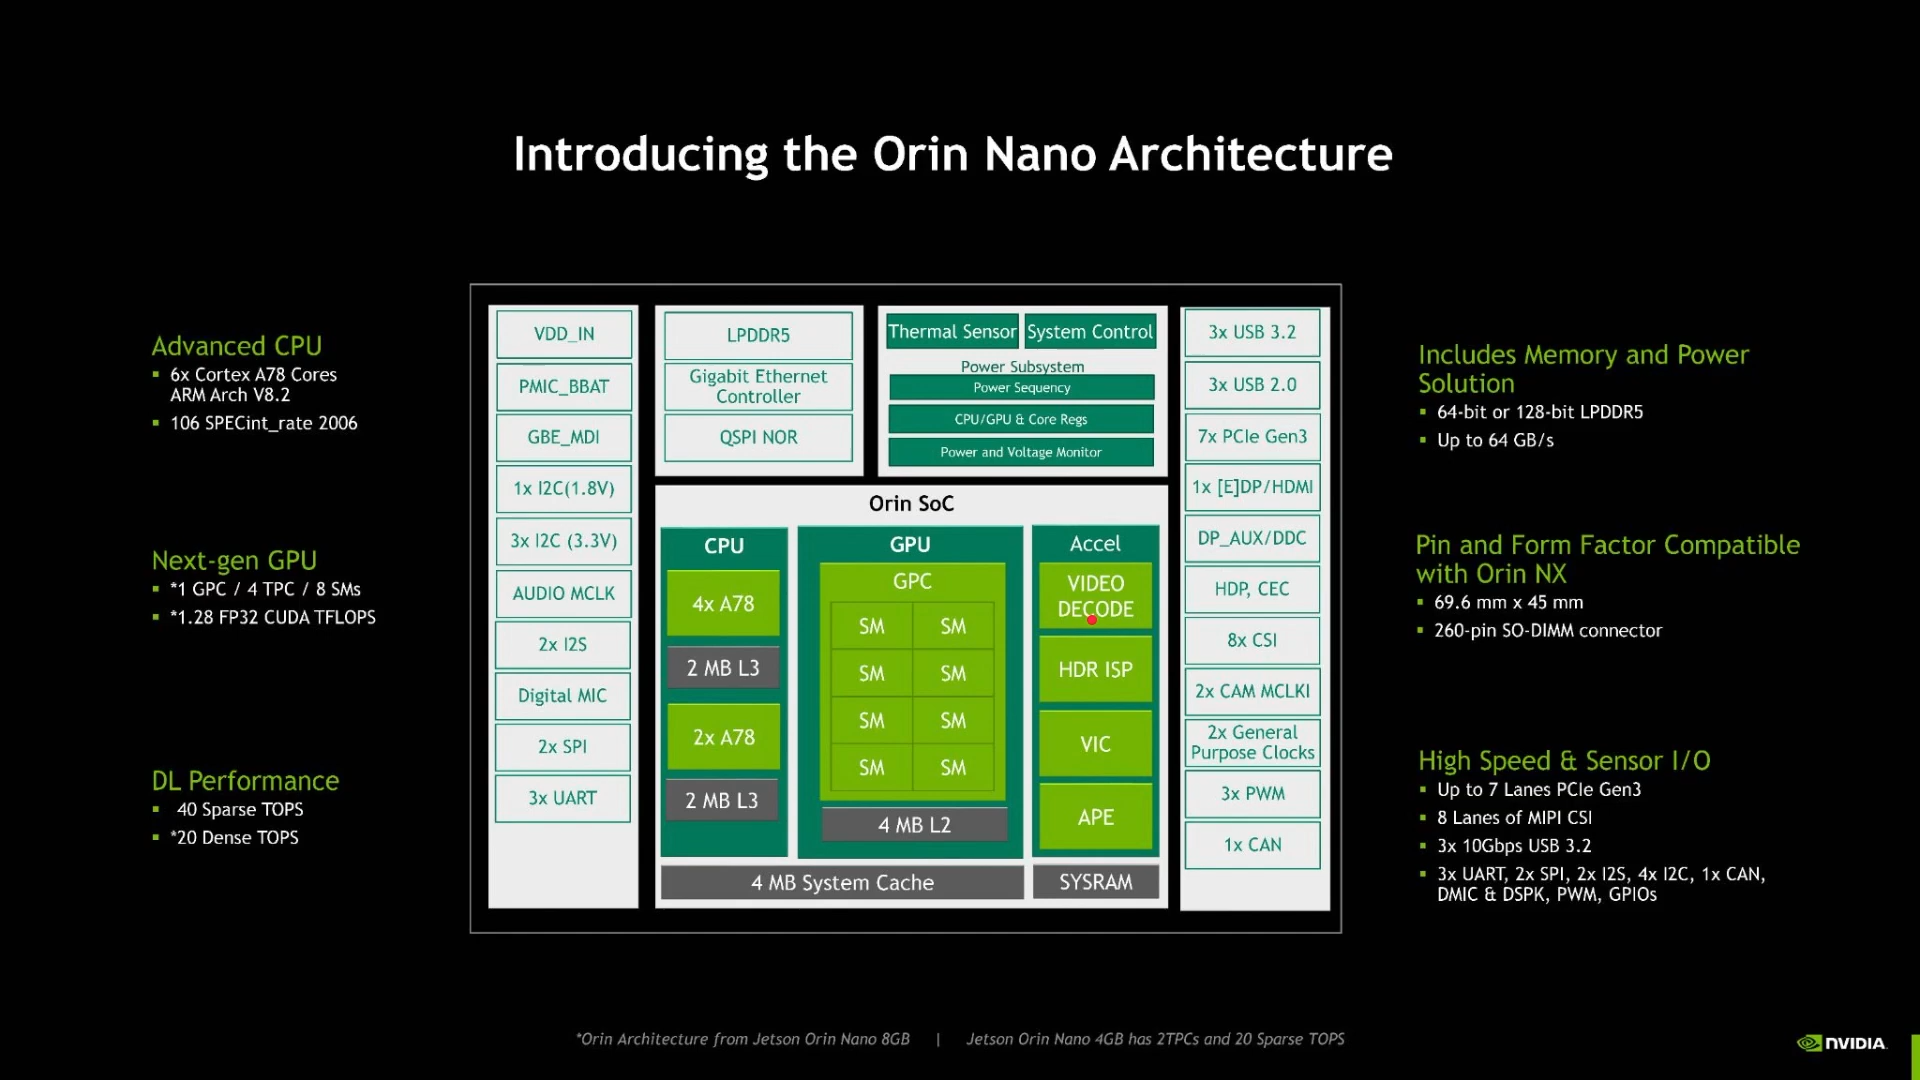 Introducing the Orin Nano Architecture
Advanced CPU
▪ 6x Cortex A78 Cores
ARM Arch V8.2
▪ 106 SPECint_rate 2006
Next-gen GPU
▪ *1 GPC / 4 TPC / 8 SMs
▪ *1.28 FP32 CUDA TFLOPS
DL Performance
▪ 40 Sparse TOPS
▪ *20 Dense TOPS
VDD_IN
PMIC_BBAT
GBE_MDI
1x I2C(1.8V)
3x I2C (3.3V)
AUDIO MCLK
2x I2S
Digital MIC
2x SPI
3x UART
LPDDR5
Gigabit Ethernet
Controller
QSPI NOR
Thermal Sensor
System Control
Power Subsystem
Power Sequency
CPU/GPU & Core Regs
Power and Voltage Monitor
Orin SoC
CPU
4x A78
2 MB L3
2x A78
2 MB L3
GPU
GPC
SM SM
SM SM
SM SM
SM SM
4 MB L2
Accel
VIDEO
DECODE
HDR ISP
VIC
APE
4 MB System Cache
SYSRAM
3x USB 3.2
3x USB 2.0
7x PCIe Gen3
1x [E]DP/HDMI
DP_AUX/DDC
HDP, CEC
8x CSI
2x CAM MCLKI
2x General
Purpose Clocks
3x PWM
1x CAN
Includes Memory and Power
Solution
▪ 64-bit or 128-bit LPDDR5
▪ Up to 64 GB/s
Pin and Form Factor Compatible
with Orin NX
▪ 69.6 mm x 45 mm
▪ 260-pin SO-DIMM connector
High Speed & Sensor I/O
▪ Up to 7 Lanes PCIe Gen3
▪ 8 Lanes of MIPI CSI
▪ 3x 10Gbps USB 3.2
▪ 3x UART, 2x SPI, 2x I2S, 4x I2C, 1x CAN,
DMIC & DSPK, PWM, GPIOs
*Orin Architecture from Jetson Orin Nano 8GB | Jetson Orin Nano 4GB has 2TPCs and 20 Sparse TOPS
NVIDIA